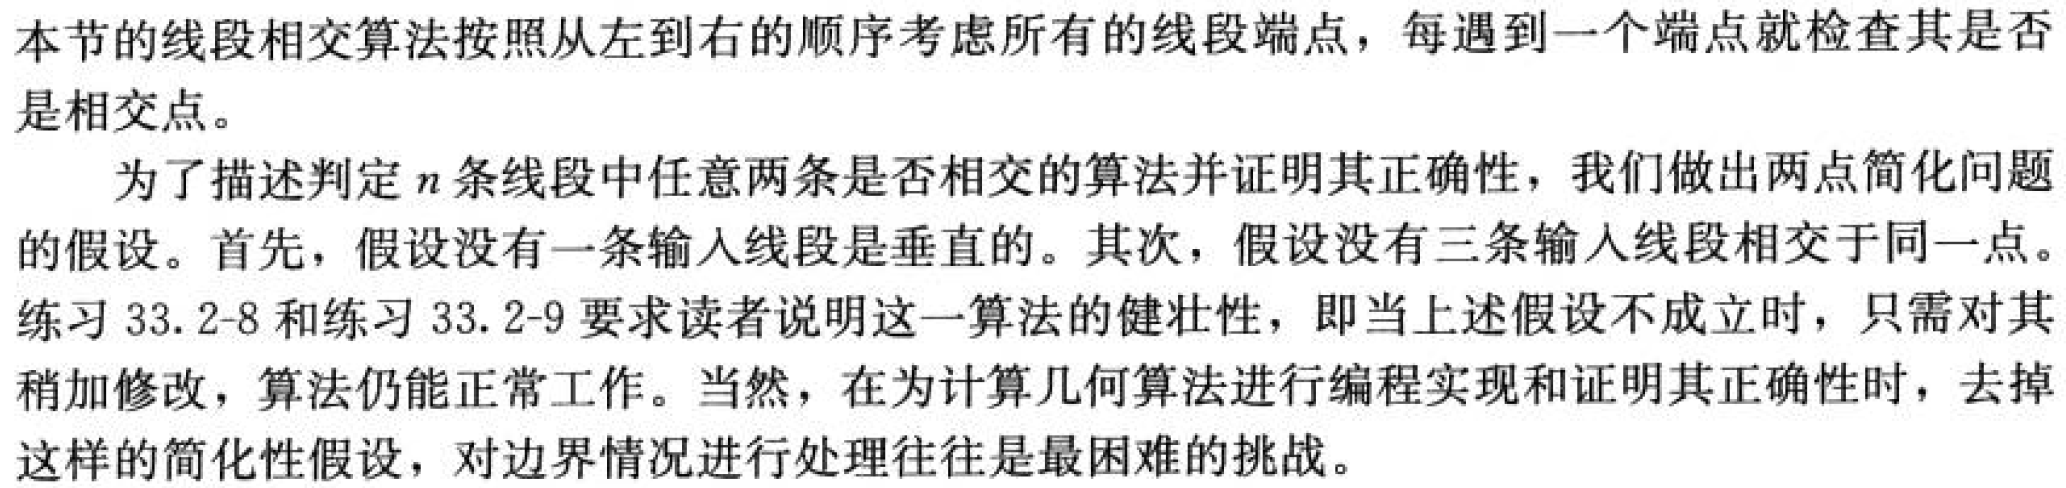 本节的线段相交算法按照从左到右的顺序考虑所有的线段端点，每遇到一个端点就检查其是否
是相交点。
为了描述判定 n 条线段中任意两条是否相交的算法并证明其正确性，我们做出两点简化问题
的假设。首先，假设没有一条输入线段是垂直的。其次，假设没有三条输入线段相交于同一点。
练习 33.2-8 和练习 33.2-9 要求读者说明这一算法的健壮性，即当上述假设不成立时，只需对其
稍加修改，算法仍能正常工作。当然，在为计算几何算法进行编程实现和证明其正确性时，去掉
这样的简化性假设，对边界情况进行处理往往是最困难的挑战。